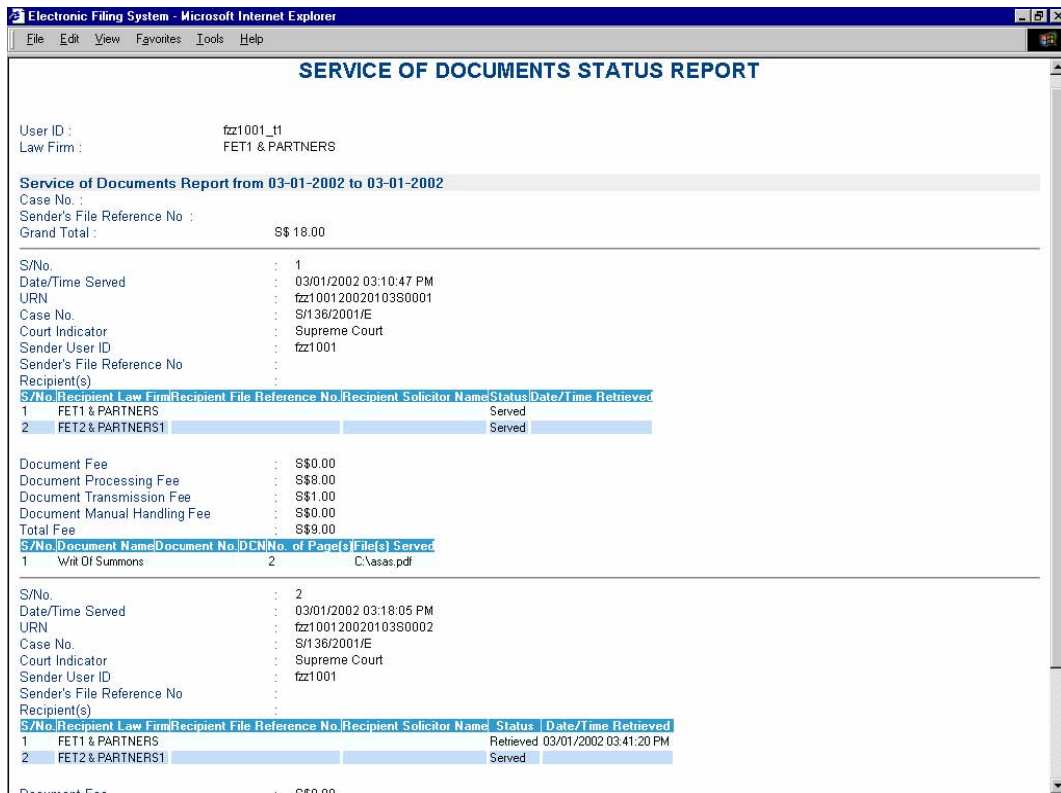 Electronic Filing System - Microsoft Internet Explorer
File Edit View Favorites Tools Help
SERVICE OF DOCUMENTS STATUS REPORT
User ID : fzz1001_t1
Law Firm : FET1 & PARTNERS
Service of Documents Report from 03-01-2002 to 03-01-2002
Case No. :
Sender's File Reference No :
Grand Total : S$ 18.00
S/No. : 1
Date/Time Served : 03/01/2002 03:10:47 PM
URN : fzz100120020103S0001
Case No. : S/136/2001/E
Court Indicator : Supreme Court
Sender User ID : fzz1001
Sender's File Reference No :
Recipient(s) :
S/No. Recipient Law Firm Recipient File Reference No. Recipient Solicitor Name Status Date/Time Retrieved
1 FET1 & PARTNERS Served
2 FET2 & PARTNERS1 Served
Document Fee : S$0.00
Document Processing Fee : S$8.00
Document Transmission Fee : S$1.00
Document Manual Handling Fee : S$0.00
Total Fee : S$9.00
S/No. Document Name Document No. DCN No. of Page(s) File(s) Served
1 Writ Of Summons 2 C:\asas.pdf
S/No. : 2
Date/Time Served : 03/01/2002 03:18:05 PM
URN : fzz100120020103S0002
Case No. : S/136/2001/E
Court Indicator : Supreme Court
Sender User ID : fzz1001
Sender's File Reference No :
Recipient(s) :
S/No. Recipient Law Firm Recipient File Reference No. Recipient Solicitor Name Status Date/Time Retrieved
1 FET1 & PARTNERS Retrieved 03/01/2002 03:41:20 PM
2 FET2 & PARTNERS1 Served
Document Fee : S$0.00